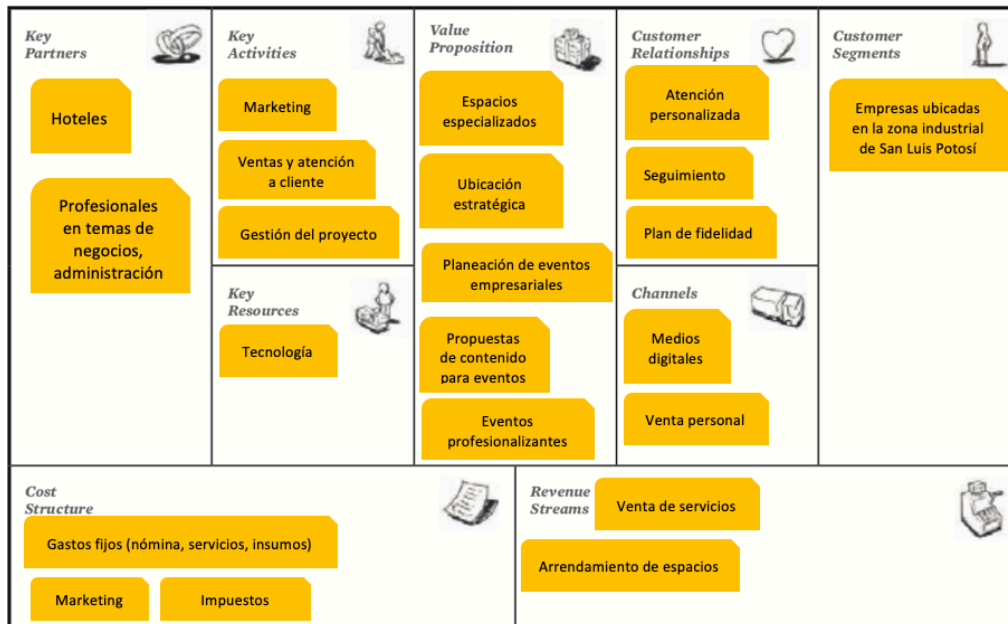 Key
Partners
Hoteles
Profesionales
en temas de
negocios,
administración
Key
Activities
Marketing
Ventas y atención
a cliente
Gestión del proyecto
Key
Resources
Tecnología
Value
Proposition
Espacios
especializados
Ubicación
estratégica
Planeación de eventos
empresariales
Propuestas
de contenido
para eventos
Eventos
profesionalizantes
Customer
Relationships
Atención
personalizada
Seguimiento
Plan de fidelidad
Channels
Medios
digitales
Venta personal
Customer
Segments
Empresas ubicadas
en la zona industrial
de San Luis Potosí
Cost
Structure
Gastos fijos (nómina, servicios, insumos)
Marketing
Impuestos
Revenue
Streams
Venta de servicios
Arrendamiento de espacios